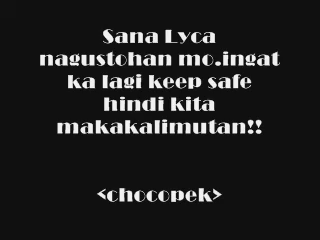 Sana Lyca
nagustohan mo.ingat
ka lagi keep safe
hindi kita
makakalimutan!!
<chocopek>